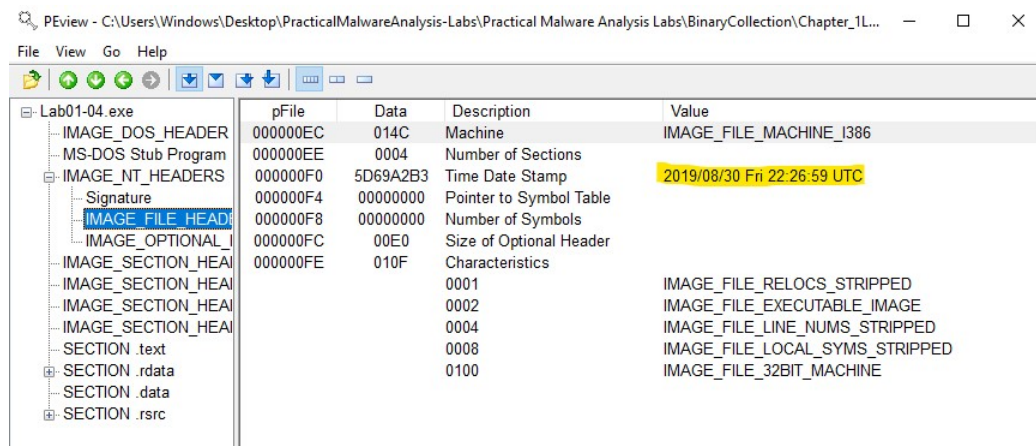 PEview - C:\Users\Windows\Desktop\PracticalMalwareAnalysis-Labs\Practical Malware Analysis Labs\BinaryCollection\Chapter_1L...
File View Go Help
Lab01-04.exe
IMAGE_DOS_HEADER
MS-DOS Stub Program
IMAGE_NT_HEADERS
Signature
IMAGE_FILE_HEADE
IMAGE_OPTIONAL_I
IMAGE_SECTION_HEAI
IMAGE_SECTION_HEAI
IMAGE_SECTION_HEAI
IMAGE_SECTION_HEAI
SECTION .text
SECTION .rdata
SECTION .data
SECTION .rsrc
pFile Data Description Value
000000EC 014C Machine IMAGE_FILE_MACHINE_I386
000000EE 0004 Number of Sections
000000F0 5D69A2B3 Time Date Stamp 2019/08/30 Fri 22:26:59 UTC
000000F4 00000000 Pointer to Symbol Table
000000F8 00000000 Number of Symbols
000000FC 00E0 Size of Optional Header
000000FE 010F Characteristics
0001 IMAGE_FILE_RELOCS_STRIPPED
0002 IMAGE_FILE_EXECUTABLE_IMAGE
0004 IMAGE_FILE_LINE_NUMS_STRIPPED
0008 IMAGE_FILE_LOCAL_SYMS_STRIPPED
0100 IMAGE_FILE_32BIT_MACHINE